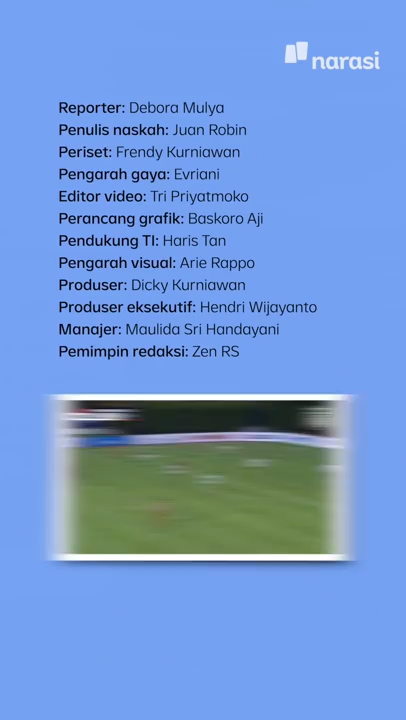 narasi
Reporter: Debora Mulya
Penulis naskah: Juan Robin
Periset: Frendy Kurniawan
Pengarah gaya: Evriani
Editor video: Tri Priyatmoko
Perancang grafik: Baskoro Aji
Pendukung TI: Haris Tan
Pengarah visual: Arie Rappo
Produser: Dicky Kurniawan
Produser eksekutif: Hendri Wijayanto
Manajer: Maulida Sri Handayani
Pemimpin redaksi: Zen RS